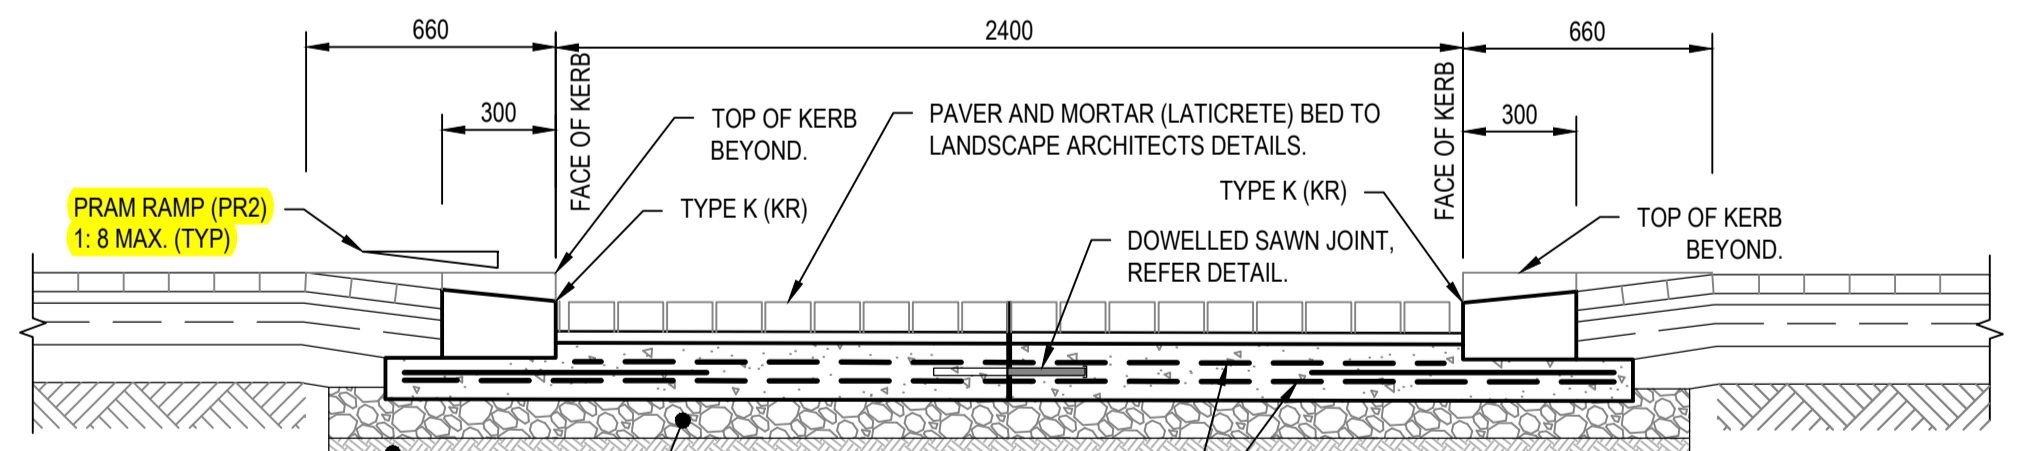 660
2400
660
300
FACE OF KERB
TOP OF KERB
BEYOND.
PAVER AND MORTAR (LATICRETE) BED TO
LANDSCAPE ARCHITECTS DETAILS.
FACE OF KERB
300
PRAM RAMP (PR2)
1: 8 MAX. (TYP)
TYPE K (KR)
TYPE K (KR)
TOP OF KERB
BEYOND.
DOWELLED SAWN JOINT,
REFER DETAIL.